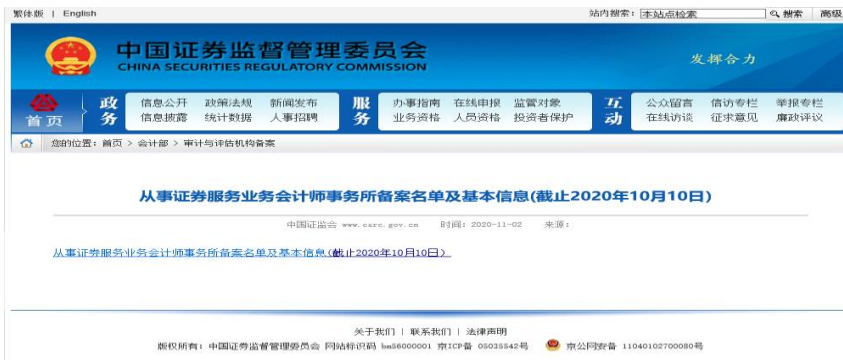 繁体版 | English 站内搜索：本站点检索 搜索 高级
中国证券监督管理委员会
CHINA SECURITIES REGULATORY COMMISSION
发挥合力
首页 政务 信息公开 政策法规 新闻发布 服务 办事指南 在线申报 监管对象 互动 公众留言 信访专栏 举报专栏
信息披露 统计数据 人事招聘 业务资格 人员资格 投资者保护 在线访谈 征求意见 廉政评议
您的位置：首页 > 会计部 > 审计与评估机构备案
从事证券服务业务会计师事务所备案名单及基本信息(截止2020年10月10日)
中国证监会 www.csrc.gov.cn 时间：2020-11-02 来源：
从事证券服务业务会计师事务所备案名单及基本信息(截止2020年10月10日)
关于我们 | 联系我们 | 法律声明
版权所有：中国证券监督管理委员会 网站标识码 bm56000001 京ICP备 05035542号 京公网安备 11040102700080号